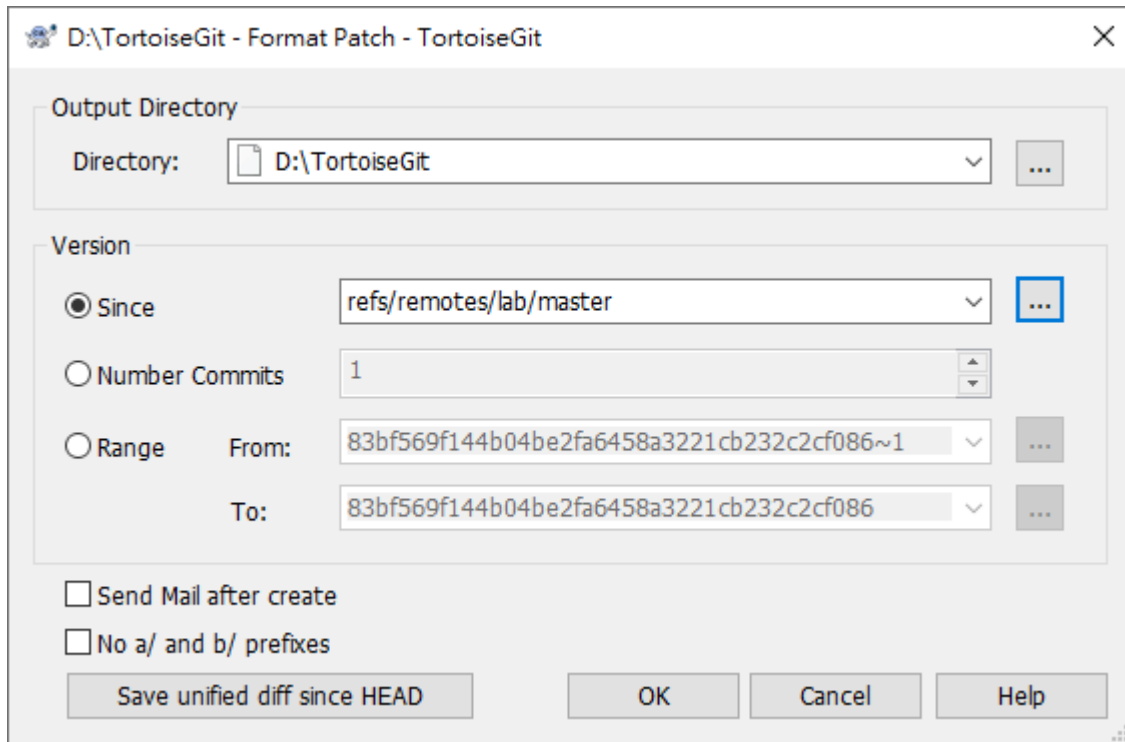 D:\TortoiseGit - Format Patch - TortoiseGit
Output Directory
Directory: D:\TortoiseGit ...
Version
Since refs/remotes/lab/master ...
Number Commits 1
Range From: 83bf569f144b04be2fa6458a3221cb232c2cf086~1 ...
To: 83bf569f144b04be2fa6458a3221cb232c2cf086 ...
Send Mail after create
No a/ and b/ prefixes
Save unified diff since HEAD OK Cancel Help